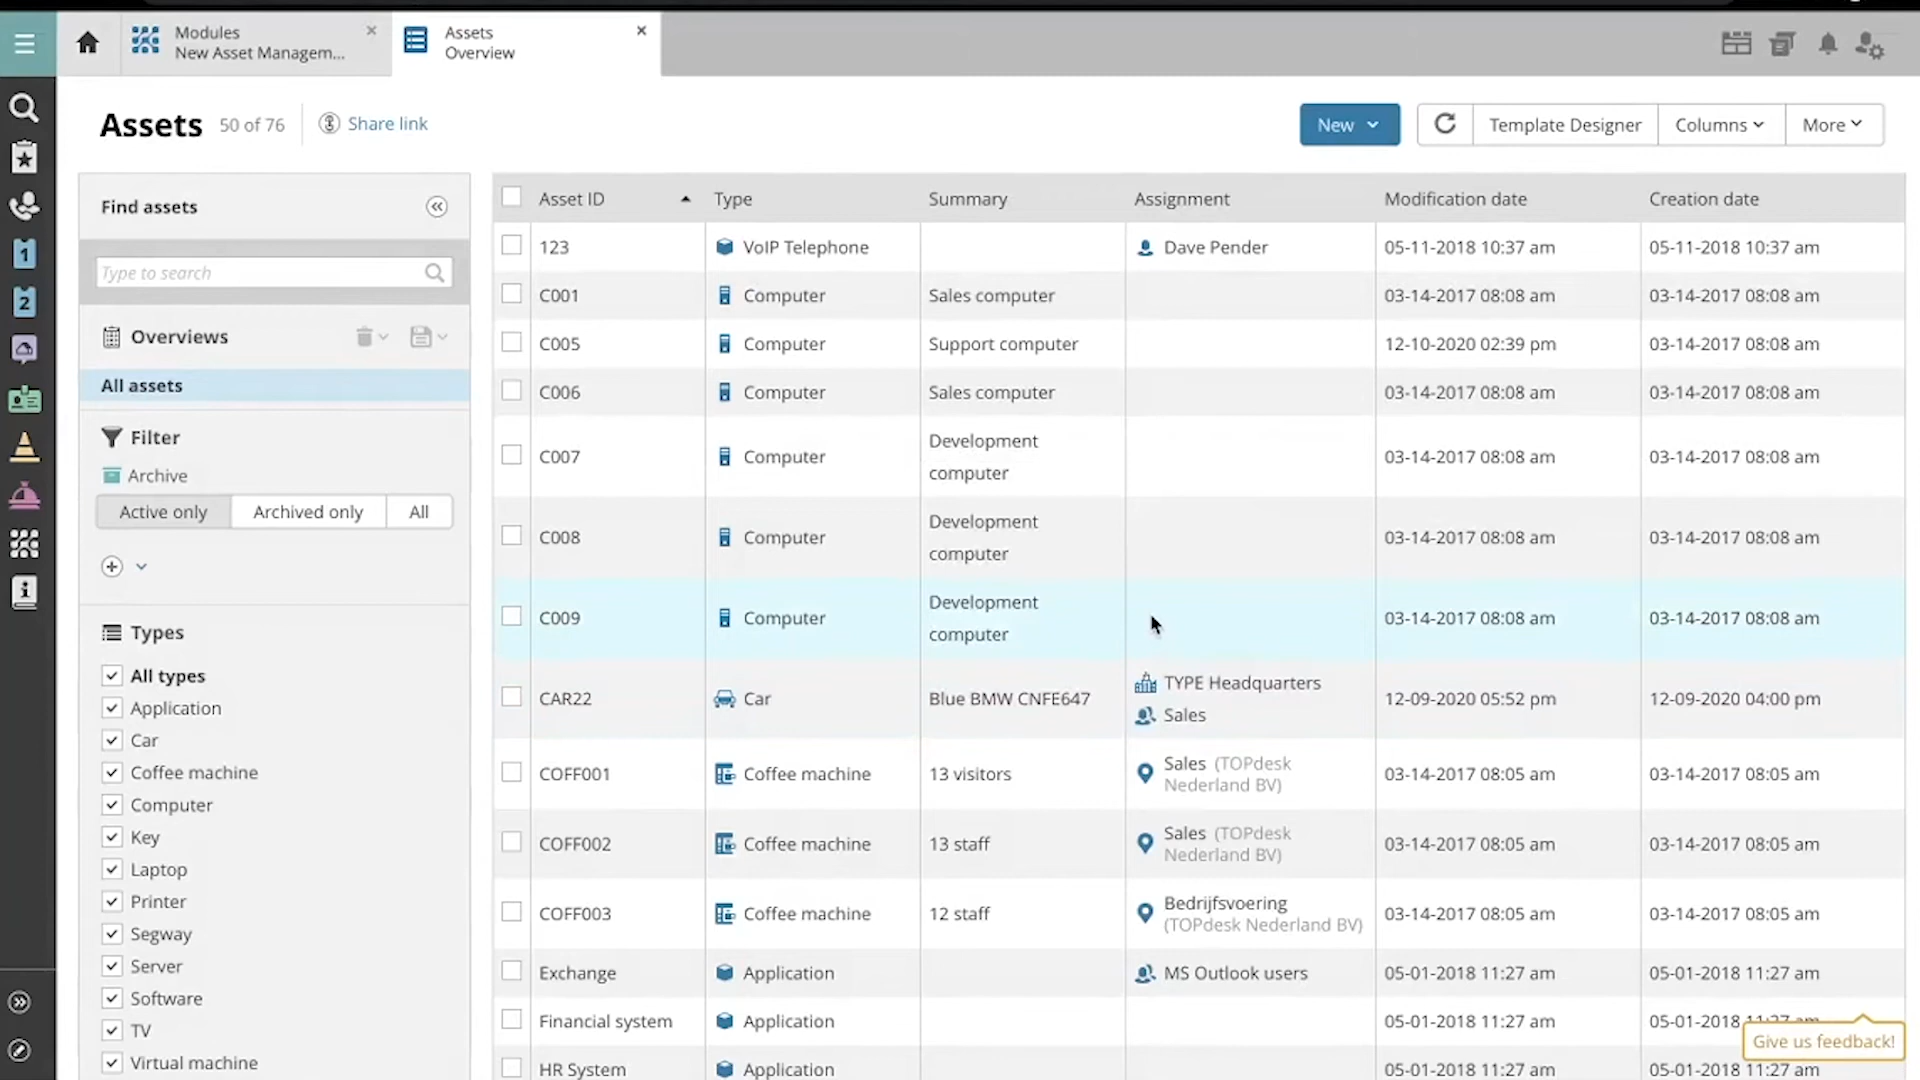 Modules
New Asset Managem...
Assets
Overview
Assets 50 of 76 Share link
New
Template Designer
Columns
More
Find assets
Type to search
Overviews
All assets
Filter
Archive
Active only Archived only All
Types
All types
Application
Car
Coffee machine
Computer
Key
Laptop
Printer
Segway
Server
Software
TV
Virtual machine
1
2
Asset ID Type Summary Assignment Modification date Creation date
123 VoIP Telephone Dave Pender 05-11-2018 10:37 am 05-11-2018 10:37 am
C001 Computer Sales computer 03-14-2017 08:08 am 03-14-2017 08:08 am
C005 Computer Support computer 12-10-2020 02:39 pm 03-14-2017 08:08 am
C006 Computer Sales computer 03-14-2017 08:08 am 03-14-2017 08:08 am
C007 Computer Development computer 03-14-2017 08:08 am 03-14-2017 08:08 am
C008 Computer Development computer 03-14-2017 08:08 am 03-14-2017 08:08 am
C009 Computer Development computer 03-14-2017 08:08 am 03-14-2017 08:08 am
CAR22 Car Blue BMW CNFE647 TYPE Headquarters Sales 12-09-2020 05:52 pm 12-09-2020 04:00 pm
COFF001 Coffee machine 13 visitors Sales (TOPdesk Nederland BV) 03-14-2017 08:05 am 03-14-2017 08:05 am
COFF002 Coffee machine 13 staff Sales (TOPdesk Nederland BV) 03-14-2017 08:05 am 03-14-2017 08:05 am
COFF003 Coffee machine 12 staff Bedrijfsvoering (TOPdesk Nederland BV) 03-14-2017 08:05 am 03-14-2017 08:05 am
Exchange Application MS Outlook users 05-01-2018 11:27 am 05-01-2018 11:27 am
Financial system Application 05-01-2018 11:27 am 05-01-2018 11:27 am
HR System Application 05-01-2018 11:27 am 05-01-2018 11:27 am
Give us feedback!